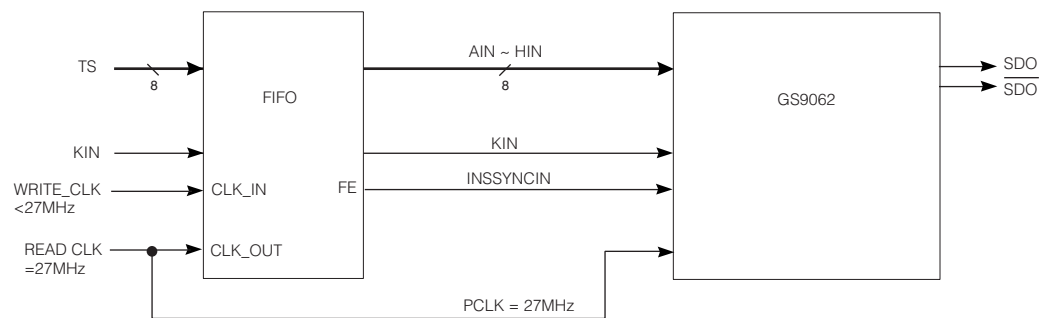 TS
8
AIN ~ HIN
8
FIFO
GS9062
SDO
SDO
KIN
KIN
WRITE_CLK
<27MHz
CLK_IN
FE
INSSYNCIN
READ CLK
=27MHz
CLK_OUT
PCLK = 27MHz